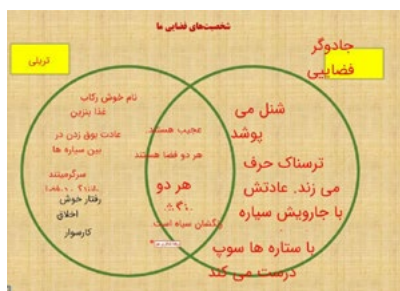 شخصیت‌های فضایی ما
جادوگر
فضاییی
تریلی
نام خوش رکاب
غذا بنزین
عادت بوق زدن در
بین سیاره ها
رفتار خوش
اخلاق
کارسوار
عجیب هستند.
هر دو فضا هستند
هر دو
رنگشان سیاه است.
شنل می
پوشد
ترسناک حرف
می زند. عادتش
با جارویش سیاره
با ستاره ها سوپ
درست می کند